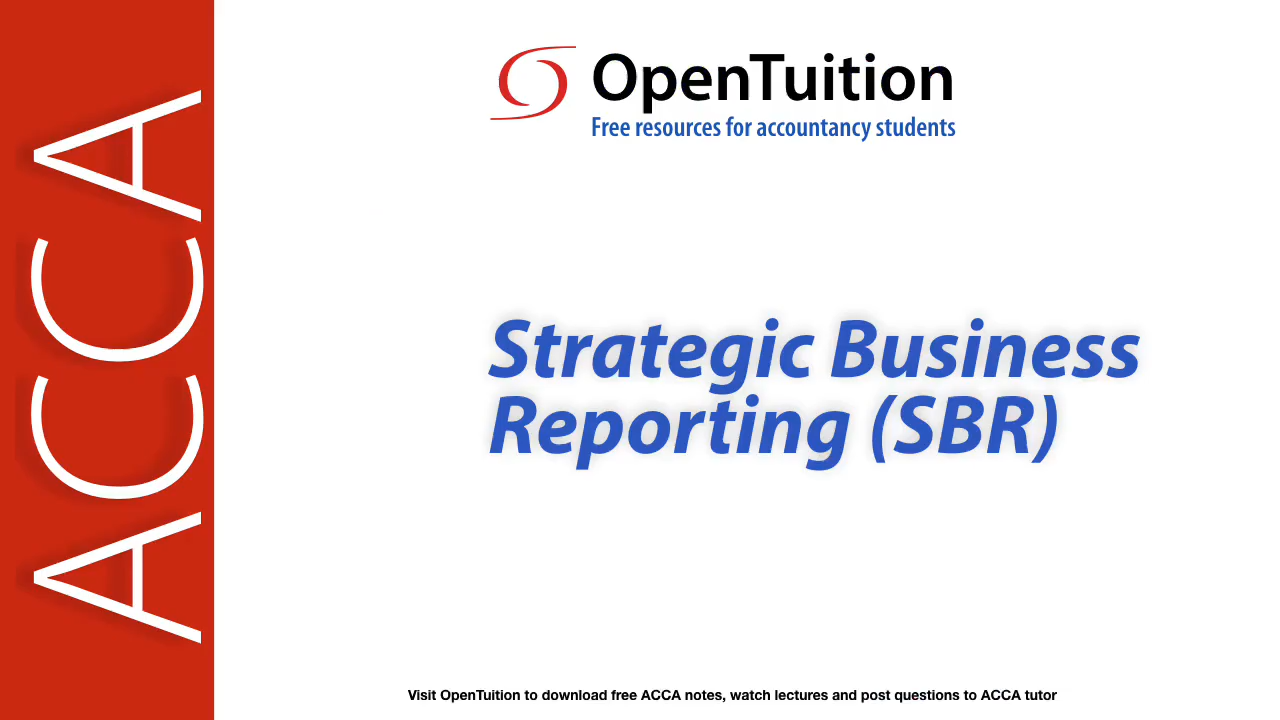 ACCA
OpenTuition
Free resources for accountancy students
Strategic Business
Reporting (SBR)
Visit OpenTuition to download free ACCA notes, watch lectures and post questions to ACCA tutor